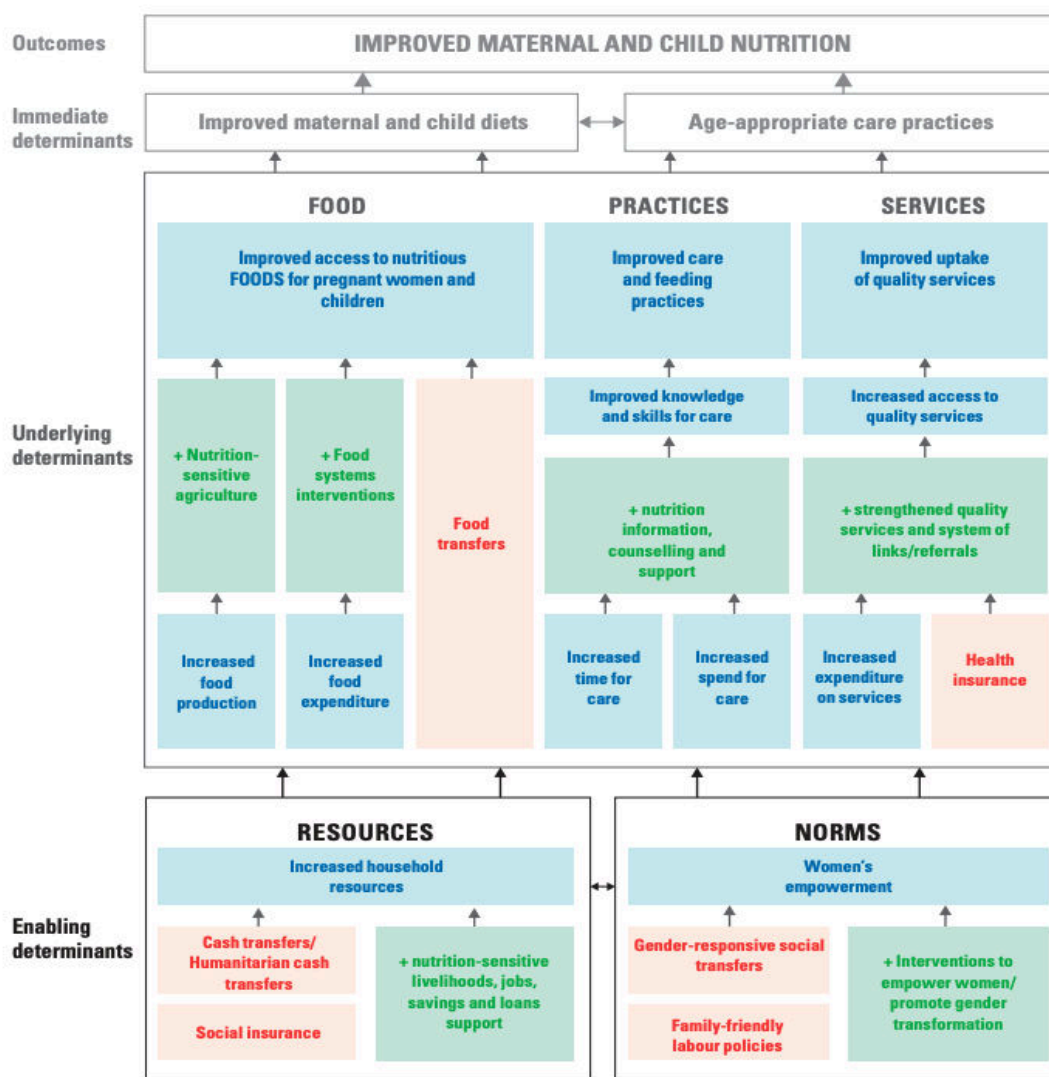 Outcomes
IMPROVED MATERNAL AND CHILD NUTRITION
Immediate
determinants
Improved maternal and child diets
Age-appropriate care practices
Underlying
determinants
FOOD
Improved access to nutritious
FOODS for pregnant women and
children
+ Nutrition-
sensitive
agriculture
+ Food
systems
interventions
Food
transfers
Increased
food
production
Increased
food
expenditure
PRACTICES
Improved care
and feeding
practices
Improved knowledge
and skills for care
+ nutrition
information,
counselling and
support
Increased
time for
care
Increased
spend for
care
SERVICES
Improved uptake
of quality services
Increased access to
quality services
+ strengthened quality
services and system of
links/referrals
Increased
expenditure
on services
Health
insurance
Enabling
determinants
RESOURCES
Increased household
resources
Cash transfers/
Humanitarian cash
transfers
Social insurance
+ nutrition-sensitive
livelihoods, jobs,
savings and loans
support
NORMS
Women's
empowerment
Gender-responsive social
transfers
Family-friendly
labour policies
+ Interventions to
empower women/
promote gender
transformation